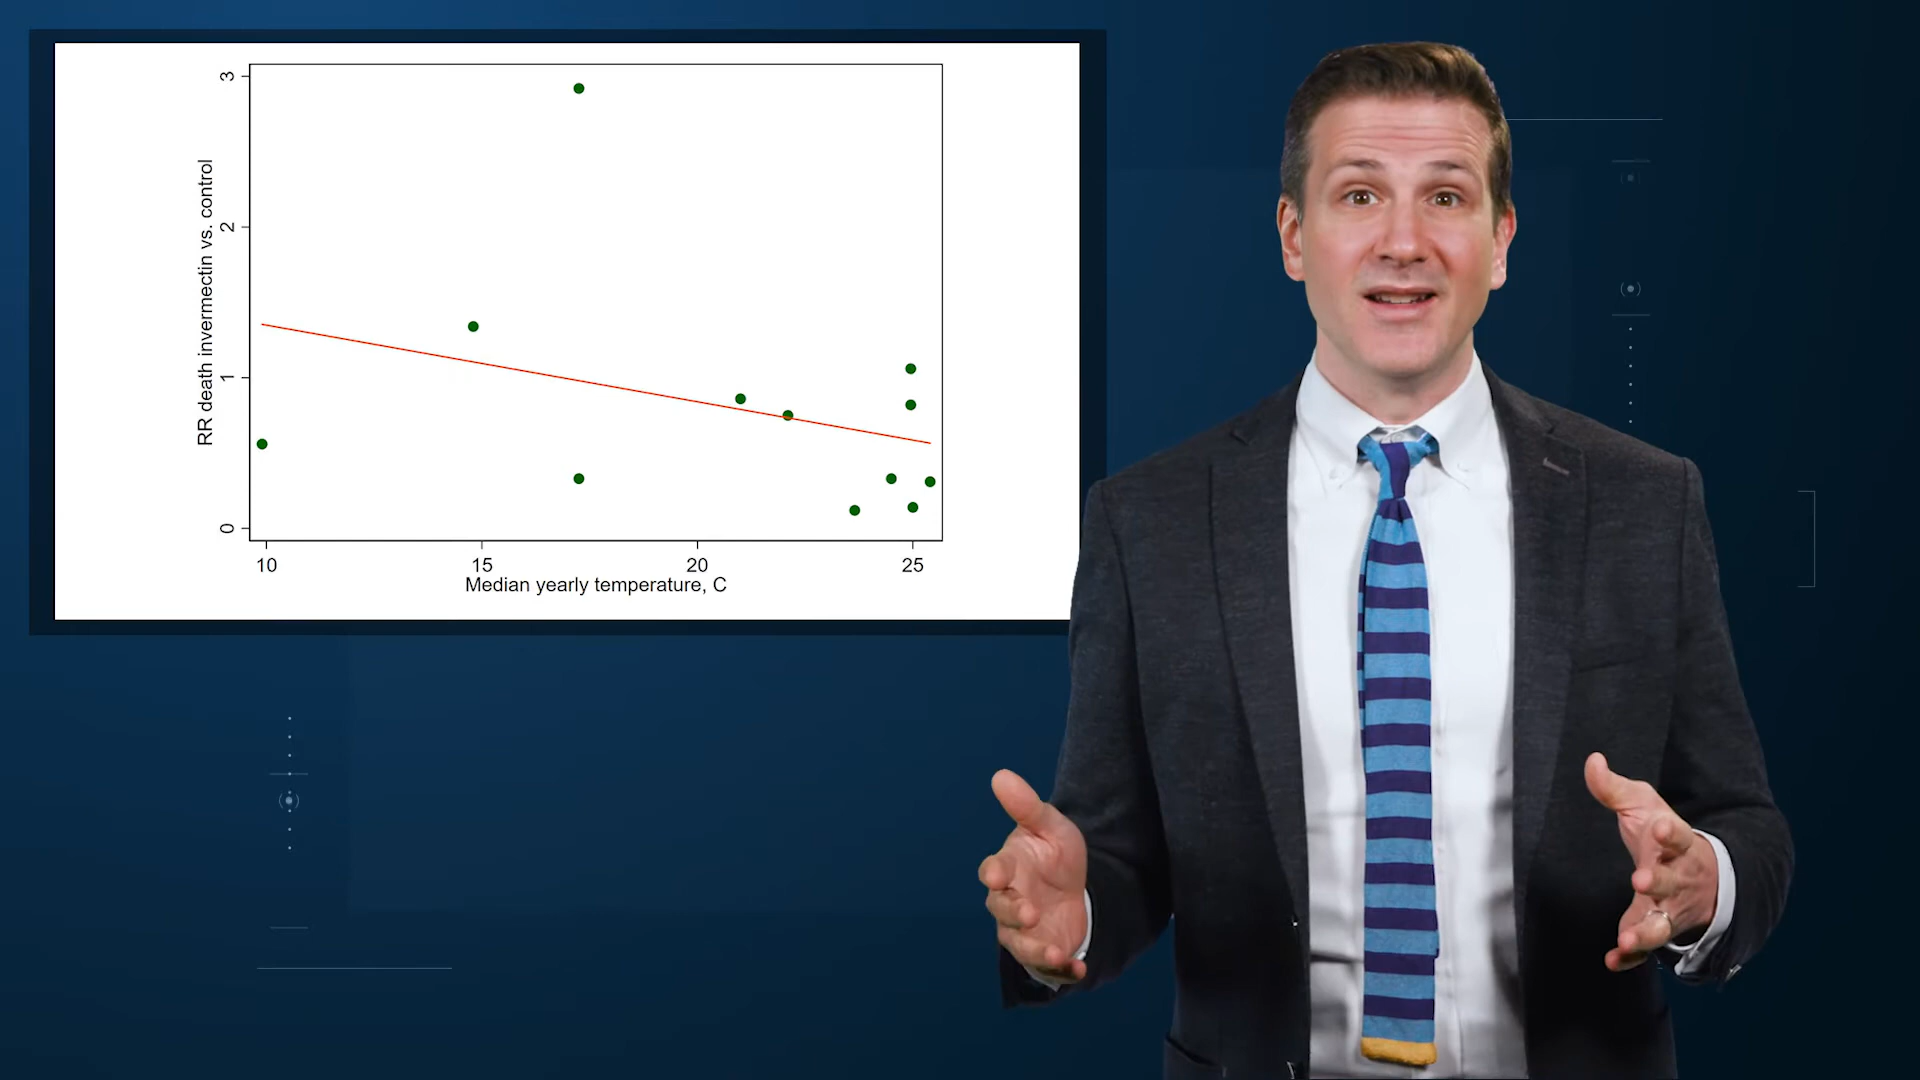 3
2
1
0
RR death invermectin vs. control
10 15 20 25
Median yearly temperature, C